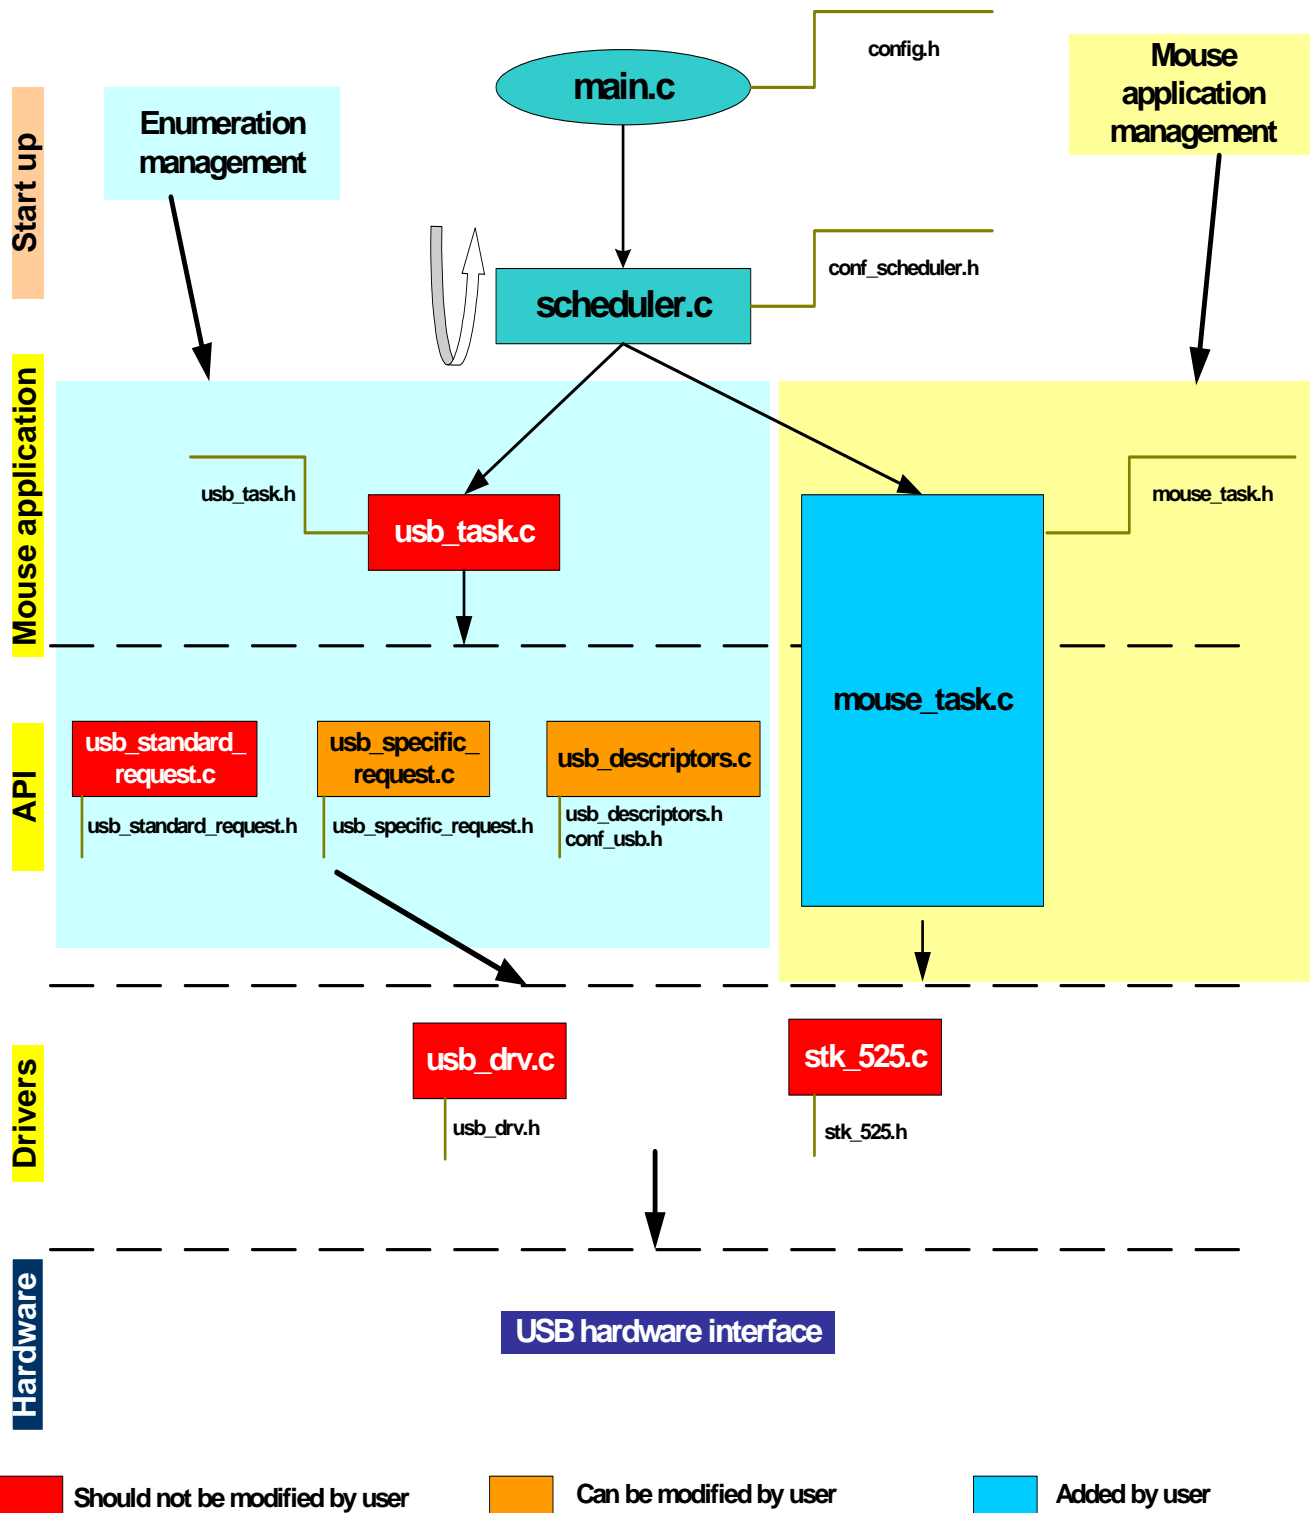 config.h
Mouse
application
management
main.c
Enumeration
management
Start up
conf_scheduler.h
scheduler.c
Mouse application
usb_task.h
usb_task.c
mouse_task.h
mouse_task.c
API
usb_standard_
request.c
usb_specific_
request.c
usb_descriptors.c
usb_standard_request.h
usb_specific_request.h
usb_descriptors.h
conf_usb.h
Drivers
usb_drv.c
stk_525.c
usb_drv.h
stk_525.h
Hardware
USB hardware interface
Should not be modified by user
Can be modified by user
Added by user